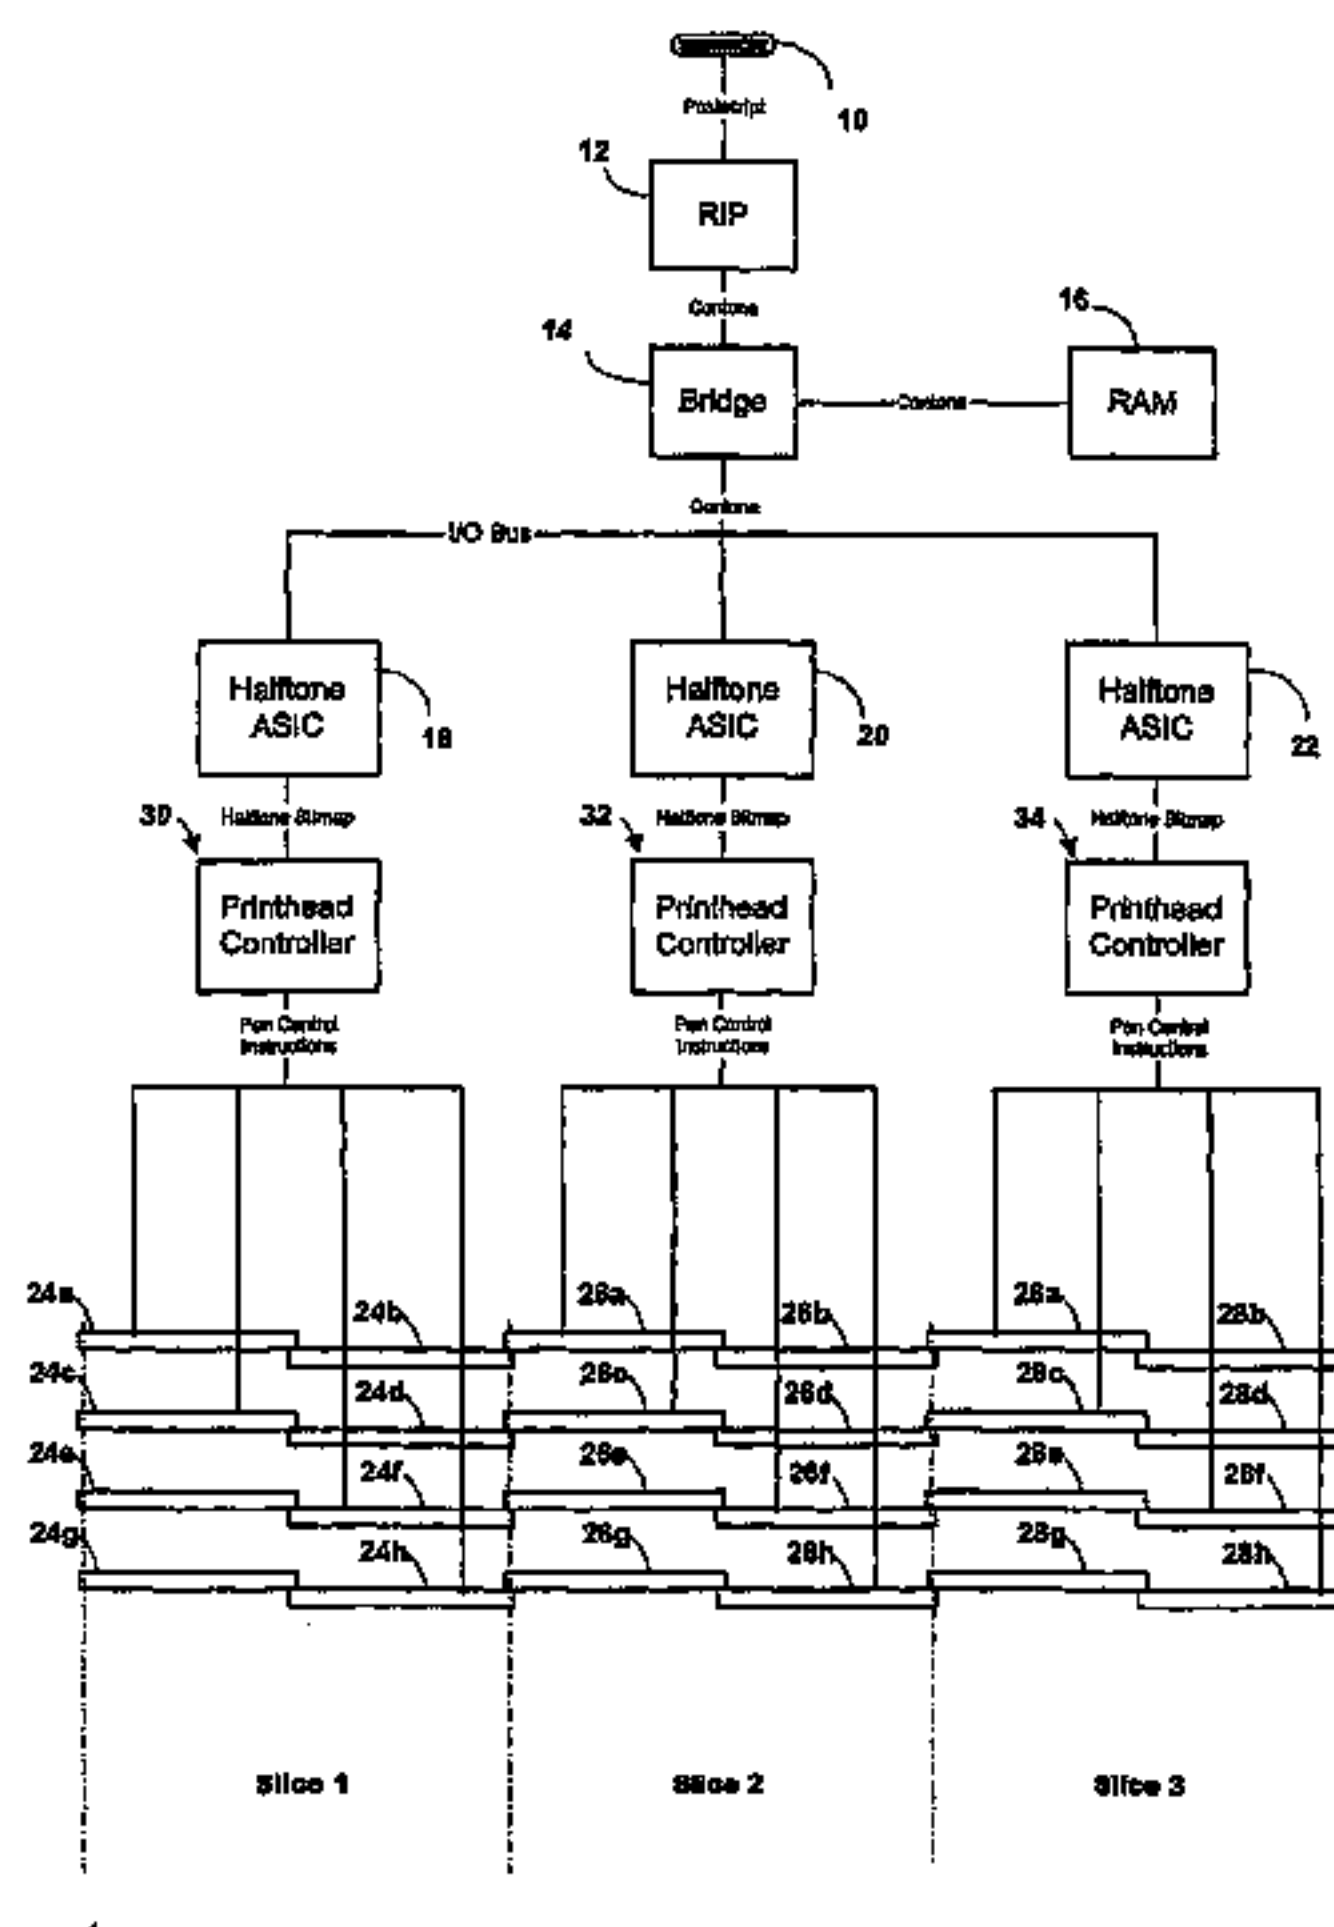 10
Postscript
12
RIP
Contone
14
16
Bridge
Contone
RAM
Contone
I/O Bus
Halftone
ASIC
18
Halftone
ASIC
20
Halftone
ASIC
22
30
Halftone Bitmap
32
Halftone Bitmap
34
Halftone Bitmap
Printhead
Controller
Printhead
Controller
Printhead
Controller
Pen Control
Instructions
Pen Control
Instructions
Pen Control
Instructions
24a
24b
26a
26b
28a
28b
24c
24d
26c
26d
28c
28d
24e
24f
26e
26f
28e
28f
24g
24h
26g
26h
28g
28h
Slice 1
Slice 2
Slice 3